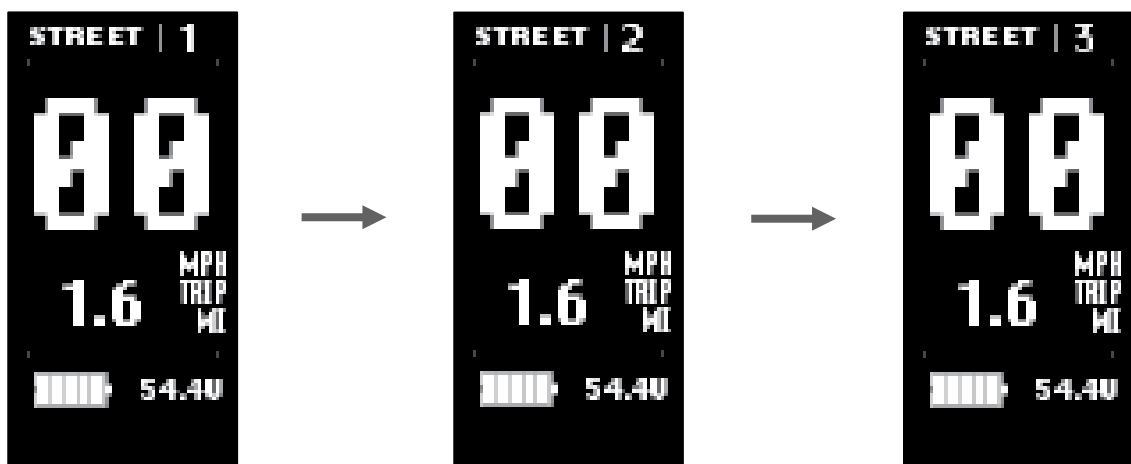 STREET | 1
00
MPH
1.6 TRIP
MI
54.4V
STREET | 2
00
MPH
1.6 TRIP
MI
54.4V
STREET | 3
00
MPH
1.6 TRIP
MI
54.4V